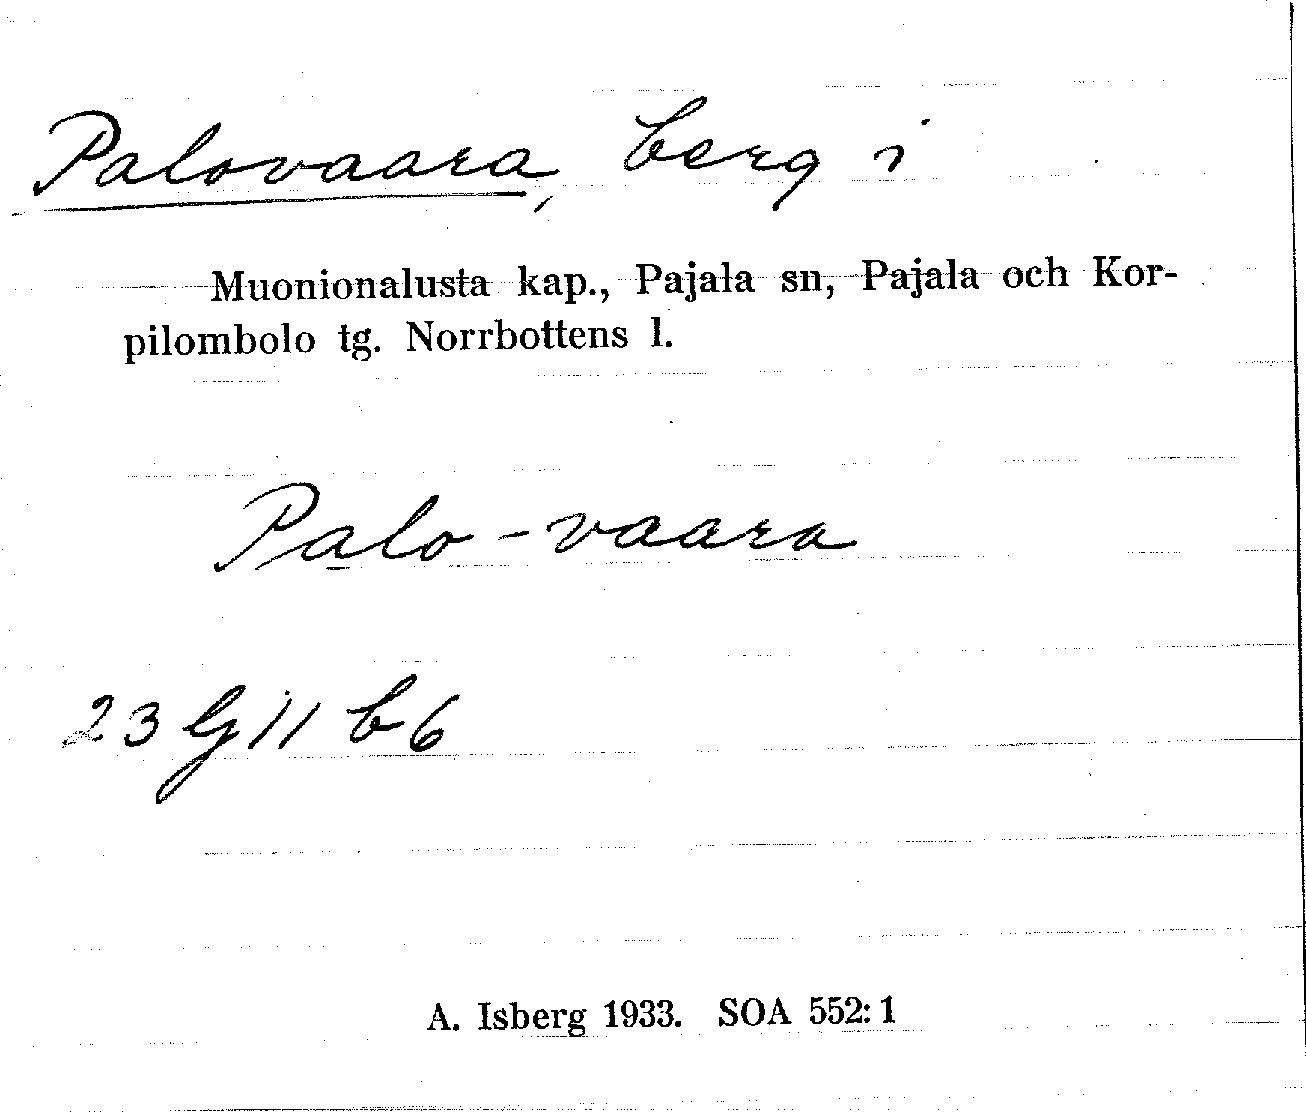 Palovaara, berg i
Muonionalusta kap., Pajala sn, Pajala och Kor-
pilombolo tg. Norrbottens l.
Palo-vaara
23 G 11 b 6
A. Isberg 1933. SOA 552:1